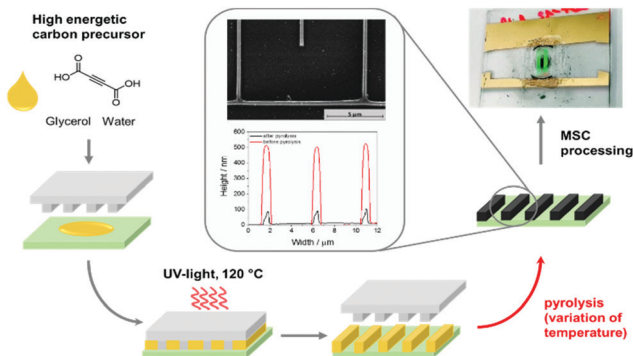 High energetic
carbon precursor
HO
O
O
OH
Glycerol Water
UV-light, 120 °C
5 µm
after pyrolysis
before pyrolysis
Height / nm
600
500
400
300
200
100
0
0 2 4 6 8 10 12
Width / µm
MSC
processing
pyrolysis
(variation of
temperature)